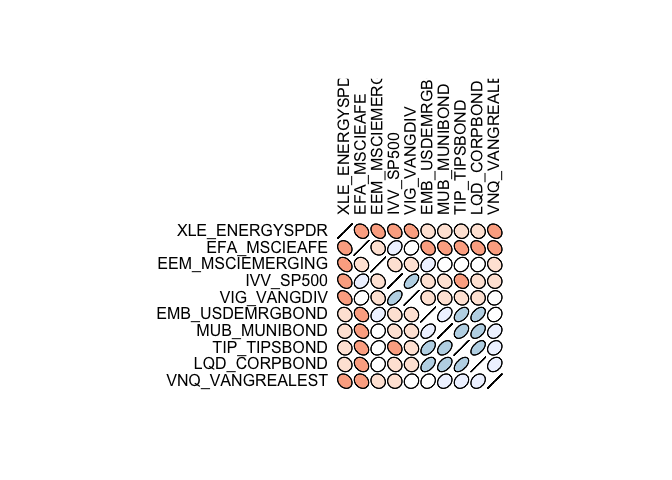 XLE_ENERGYSPD
EFA_MSCIEAFE
EEM_MSCIEMERG
IVV_SP500
VIG_VANGDIV
EMB_USDEMRGB
MUB_MUNIBOND
TIP_TIPSBOND
LQD_CORPBOND
VNQ_VANGREALE
XLE_ENERGYSPDR
EFA_MSCIEAFE
EEM_MSCIEMERGING
IVV_SP500
VIG_VANGDIV
EMB_USDEMRGBOND
MUB_MUNIBOND
TIP_TIPSBOND
LQD_CORPBOND
VNQ_VANGREALEST